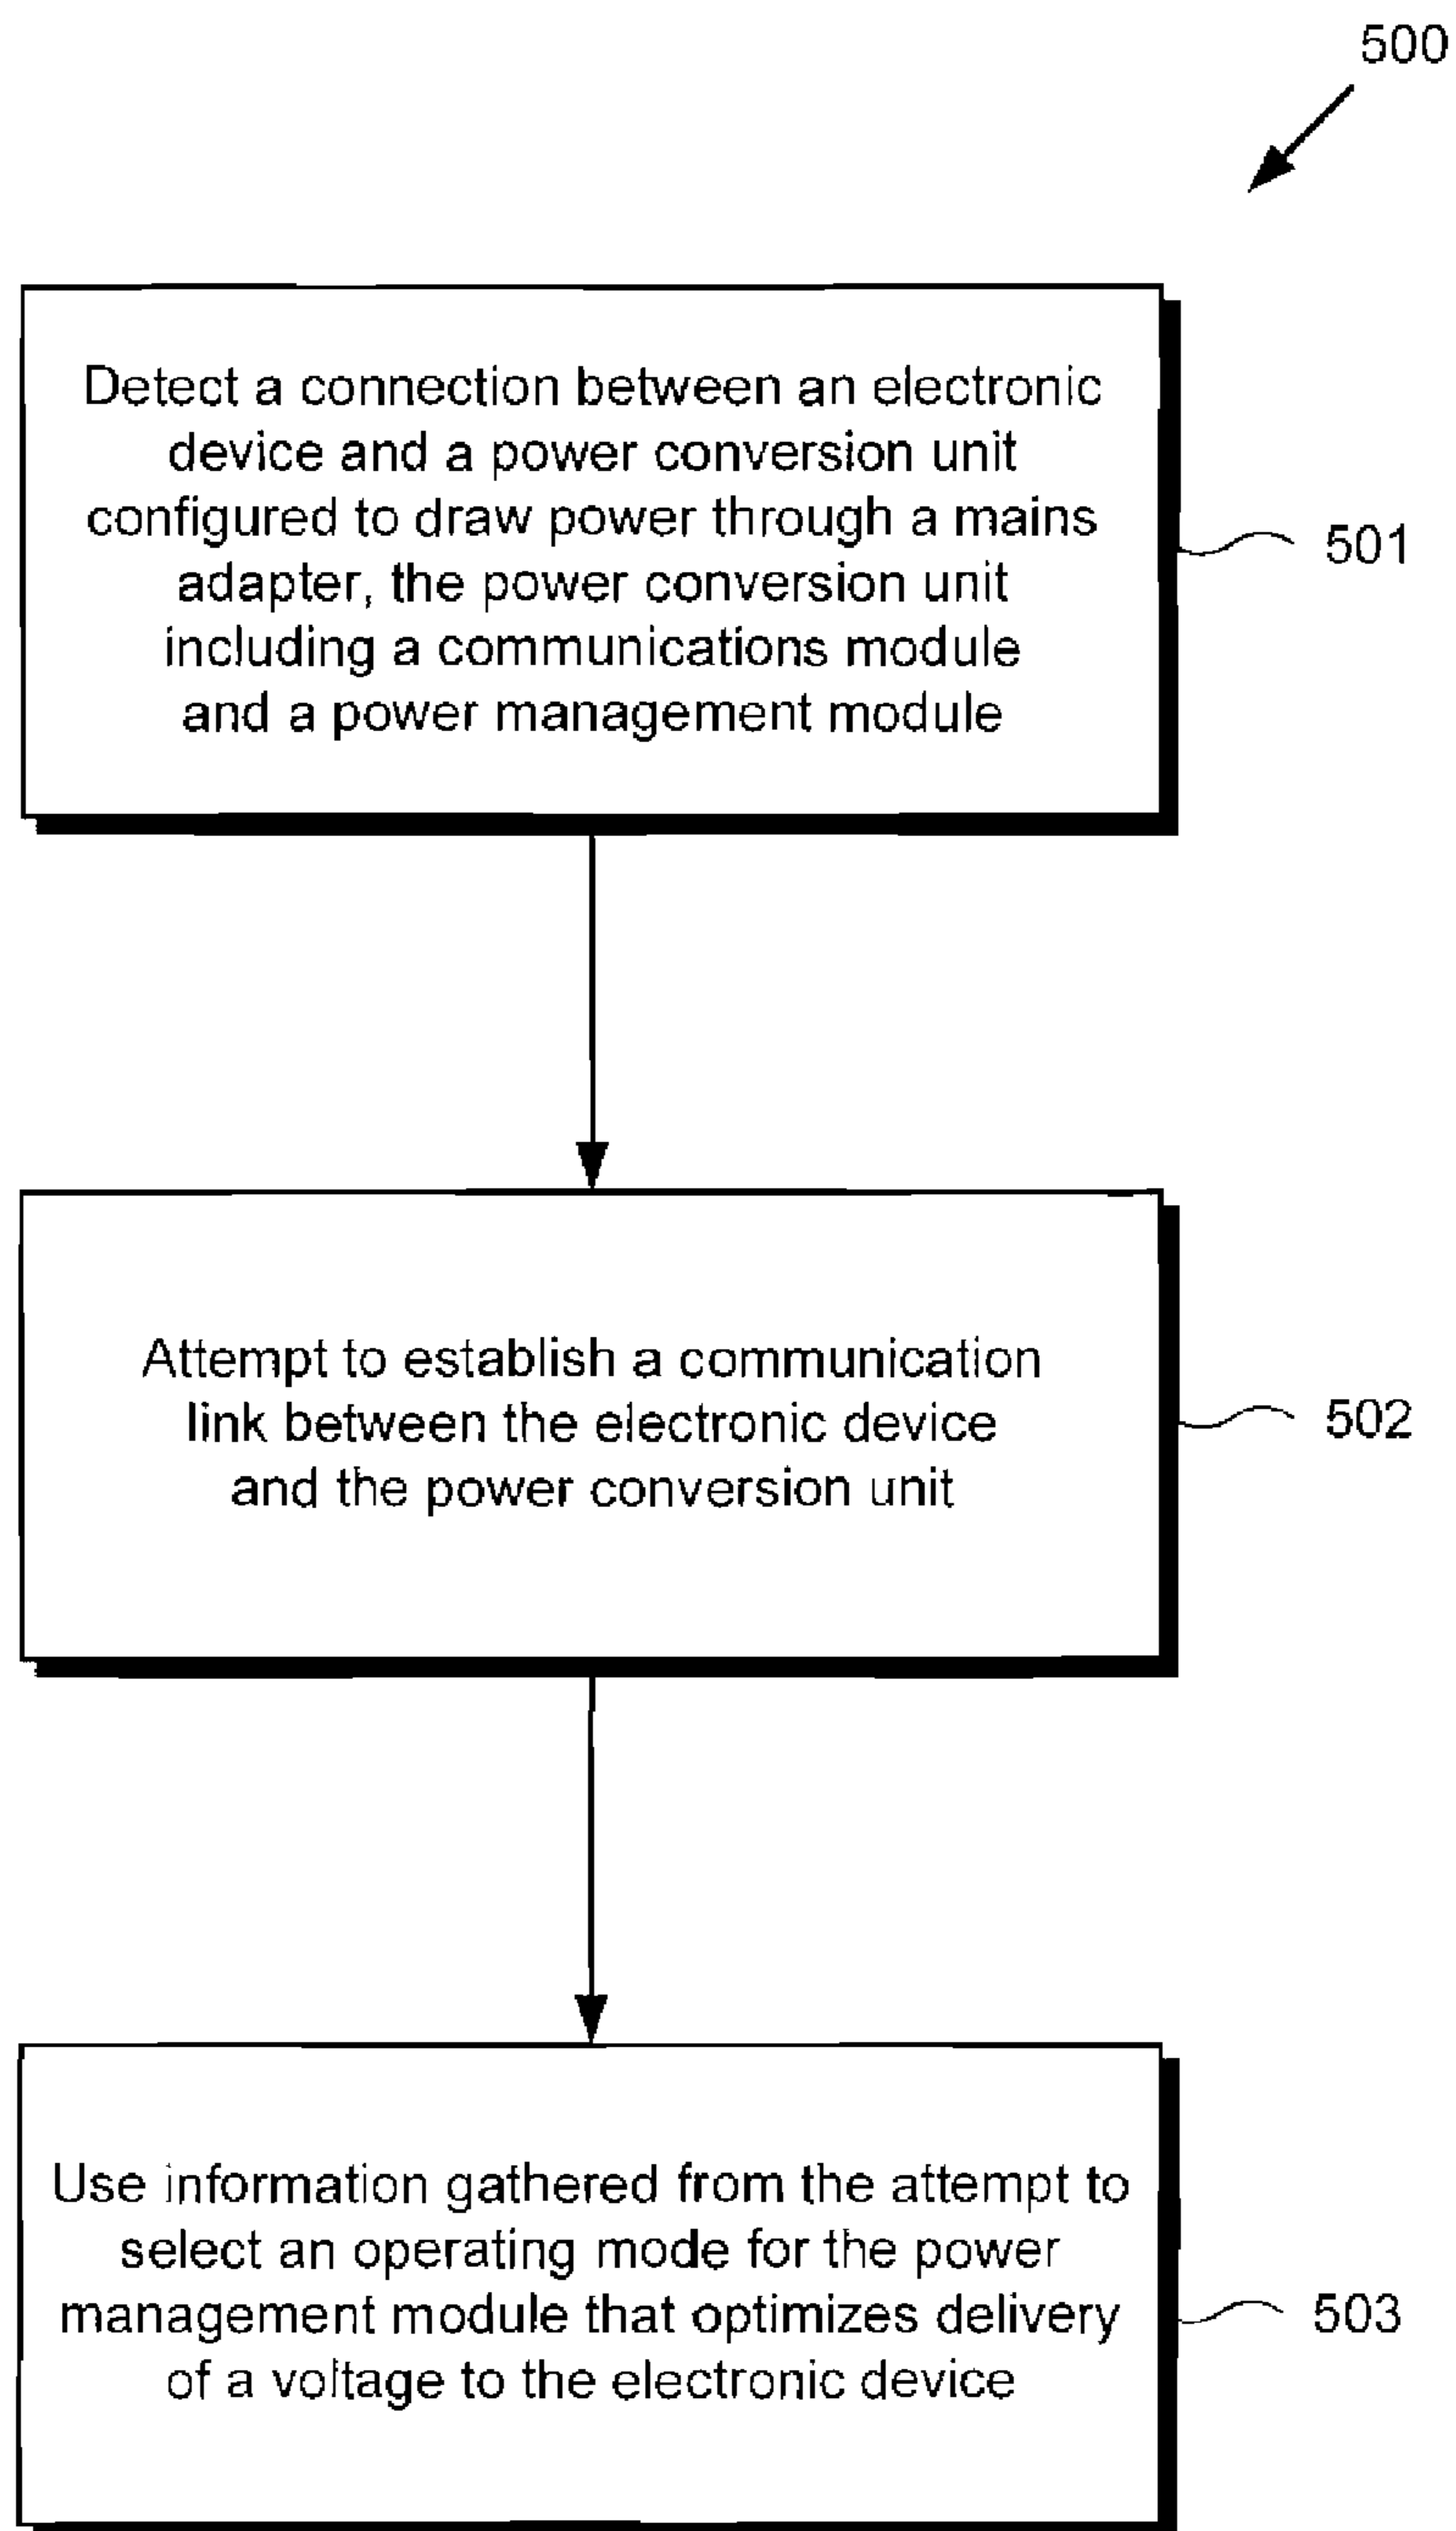 500
Detect a connection between an electronic
device and a power conversion unit
configured to draw power through a mains
adapter, the power conversion unit
including a communications module
and a power management module
501
Attempt to establish a communication
link between the electronic device
and the power conversion unit
502
Use information gathered from the attempt to
select an operating mode for the power
management module that optimizes delivery
of a voltage to the electronic device
503